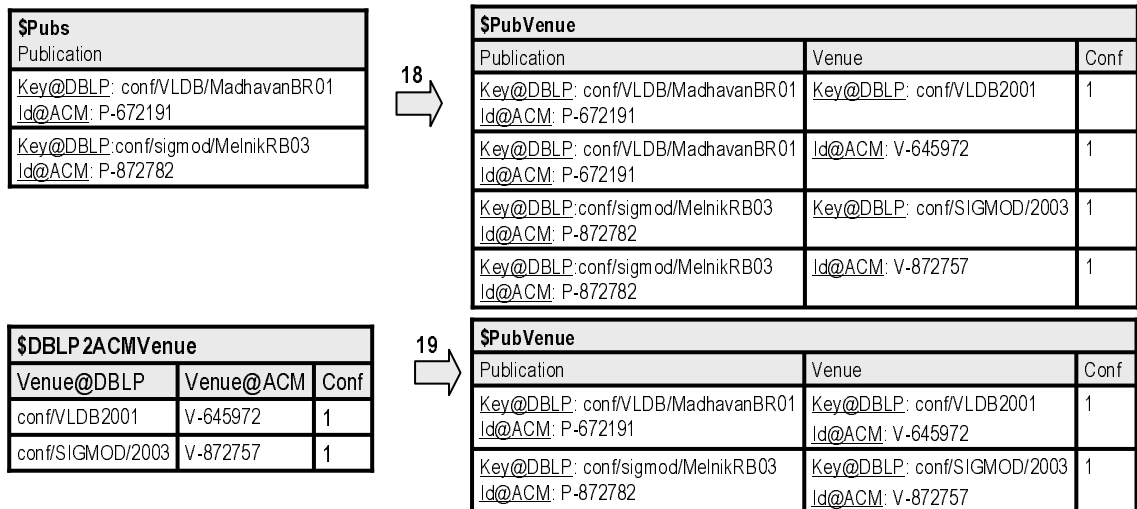 $Pubs
Publication
Key@DBLP: conf/VLDB/MadhavanBR01
Id@ACM: P-672191
Key@DBLP:conf/sigmod/MelnikRB03
Id@ACM: P-872782
18
$PubVenue
Publication Venue Conf
Key@DBLP: conf/VLDB/MadhavanBR01 Key@DBLP: conf/VLDB2001 1
Id@ACM: P-672191
Key@DBLP: conf/VLDB/MadhavanBR01 Id@ACM: V-645972 1
Id@ACM: P-672191
Key@DBLP:conf/sigmod/MelnikRB03 Key@DBLP: conf/SIGMOD/2003 1
Id@ACM: P-872782
Key@DBLP:conf/sigmod/MelnikRB03 Id@ACM: V-872757 1
Id@ACM: P-872782
$DBLP2ACMVenue
Venue@DBLP Venue@ACM Conf
conf/VLDB2001 V-645972 1
conf/SIGMOD/2003 V-872757 1
19
$PubVenue
Publication Venue Conf
Key@DBLP: conf/VLDB/MadhavanBR01 Key@DBLP: conf/VLDB2001 1
Id@ACM: P-672191 Id@ACM: V-645972
Key@DBLP: conf/sigmod/MelnikRB03 Key@DBLP: conf/SIGMOD/2003 1
Id@ACM: P-872782 Id@ACM: V-872757